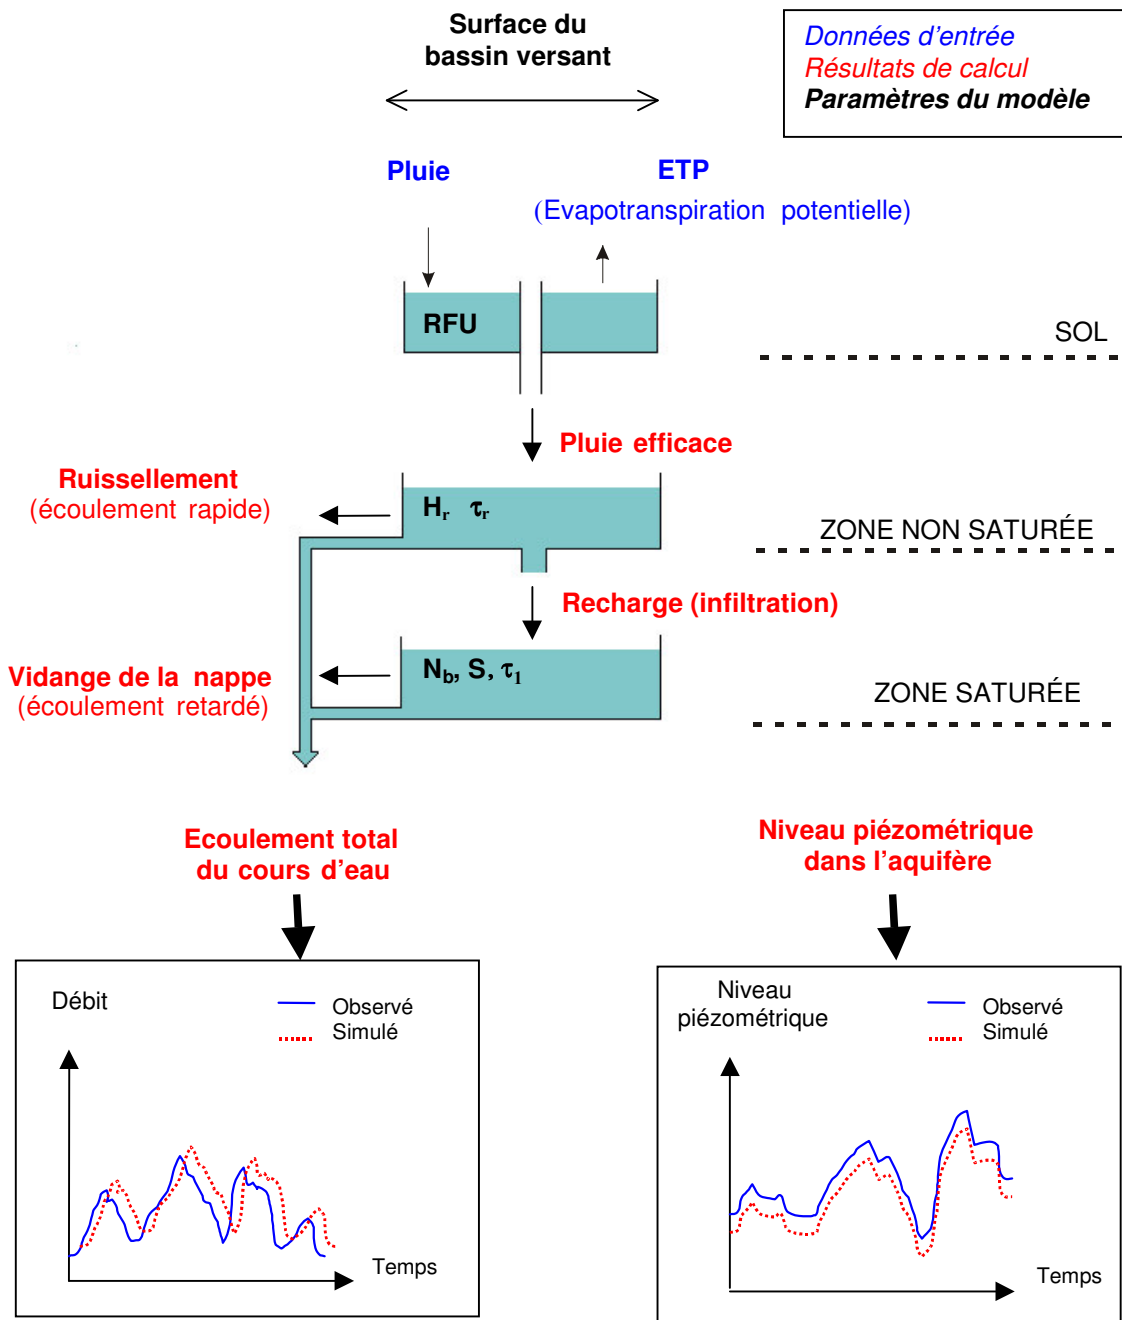 Surface du
bassin versant
Données d'entrée
Résultats de calcul
Paramètres du modèle
Pluie
ETP
(Evapotranspiration potentielle)
RFU
SOL
Pluie efficace
Ruissellement
(écoulement rapide)
Hr τr
ZONE NON SATURÉE
Recharge (infiltration)
Vidange de la nappe
(écoulement retardé)
Nb, S, τ1
ZONE SATURÉE
Ecoulement total
du cours d'eau
Niveau piézométrique
dans l'aquifère
Débit
Observé
Simulé
Temps
Niveau
piézométrique
Observé
Simulé
Temps